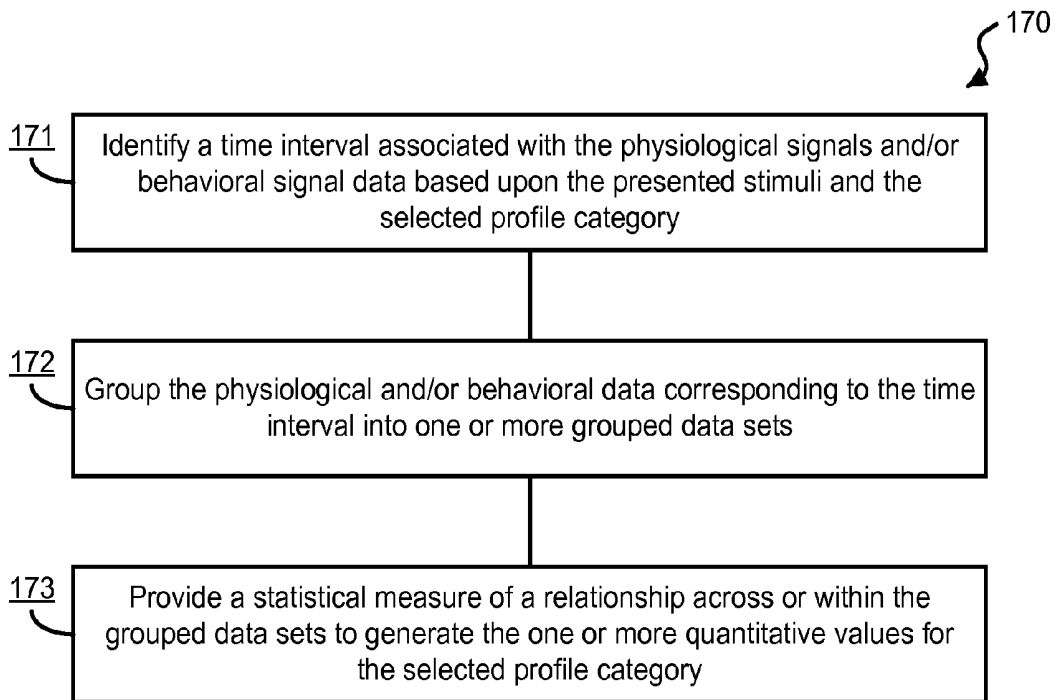 170
171
Identify a time interval associated with the physiological signals and/or
behavioral signal data based upon the presented stimuli and the
selected profile category
172
Group the physiological and/or behavioral data corresponding to the time
interval into one or more grouped data sets
173
Provide a statistical measure of a relationship across or within the
grouped data sets to generate the one or more quantitative values for
the selected profile category